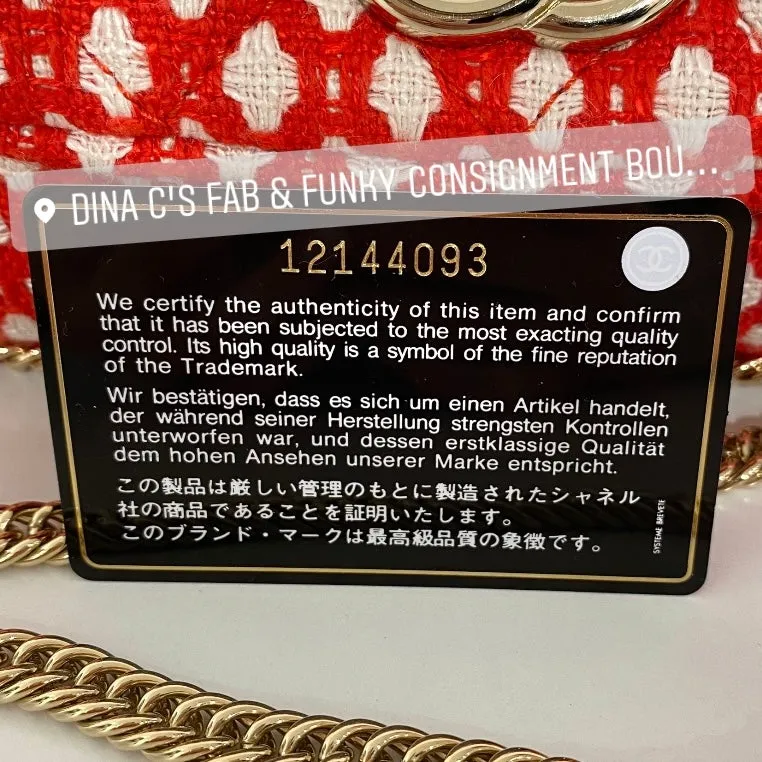 DINA C'S FAB & FUNKY CONSIGNMENT BOU...
12144093
We certify the authenticity of this item and confirm
that it has been subjected to the most exacting quality
control. Its high quality is a symbol of the fine reputation
of the Trademark.
Wir bestätigen, dass es sich um einen Artikel handelt,
der während seiner Herstellung strengsten Kontrollen
unterworfen war, und dessen erstklassige Qualität
dem hohen Ansehen unserer Marke entspricht.
この製品は厳しい管理のもとに製造されたシャネル
社の商品であることを証明いたします。
このブランド・マークは最高級品質の象徴です。
SYSTEME BREVETE